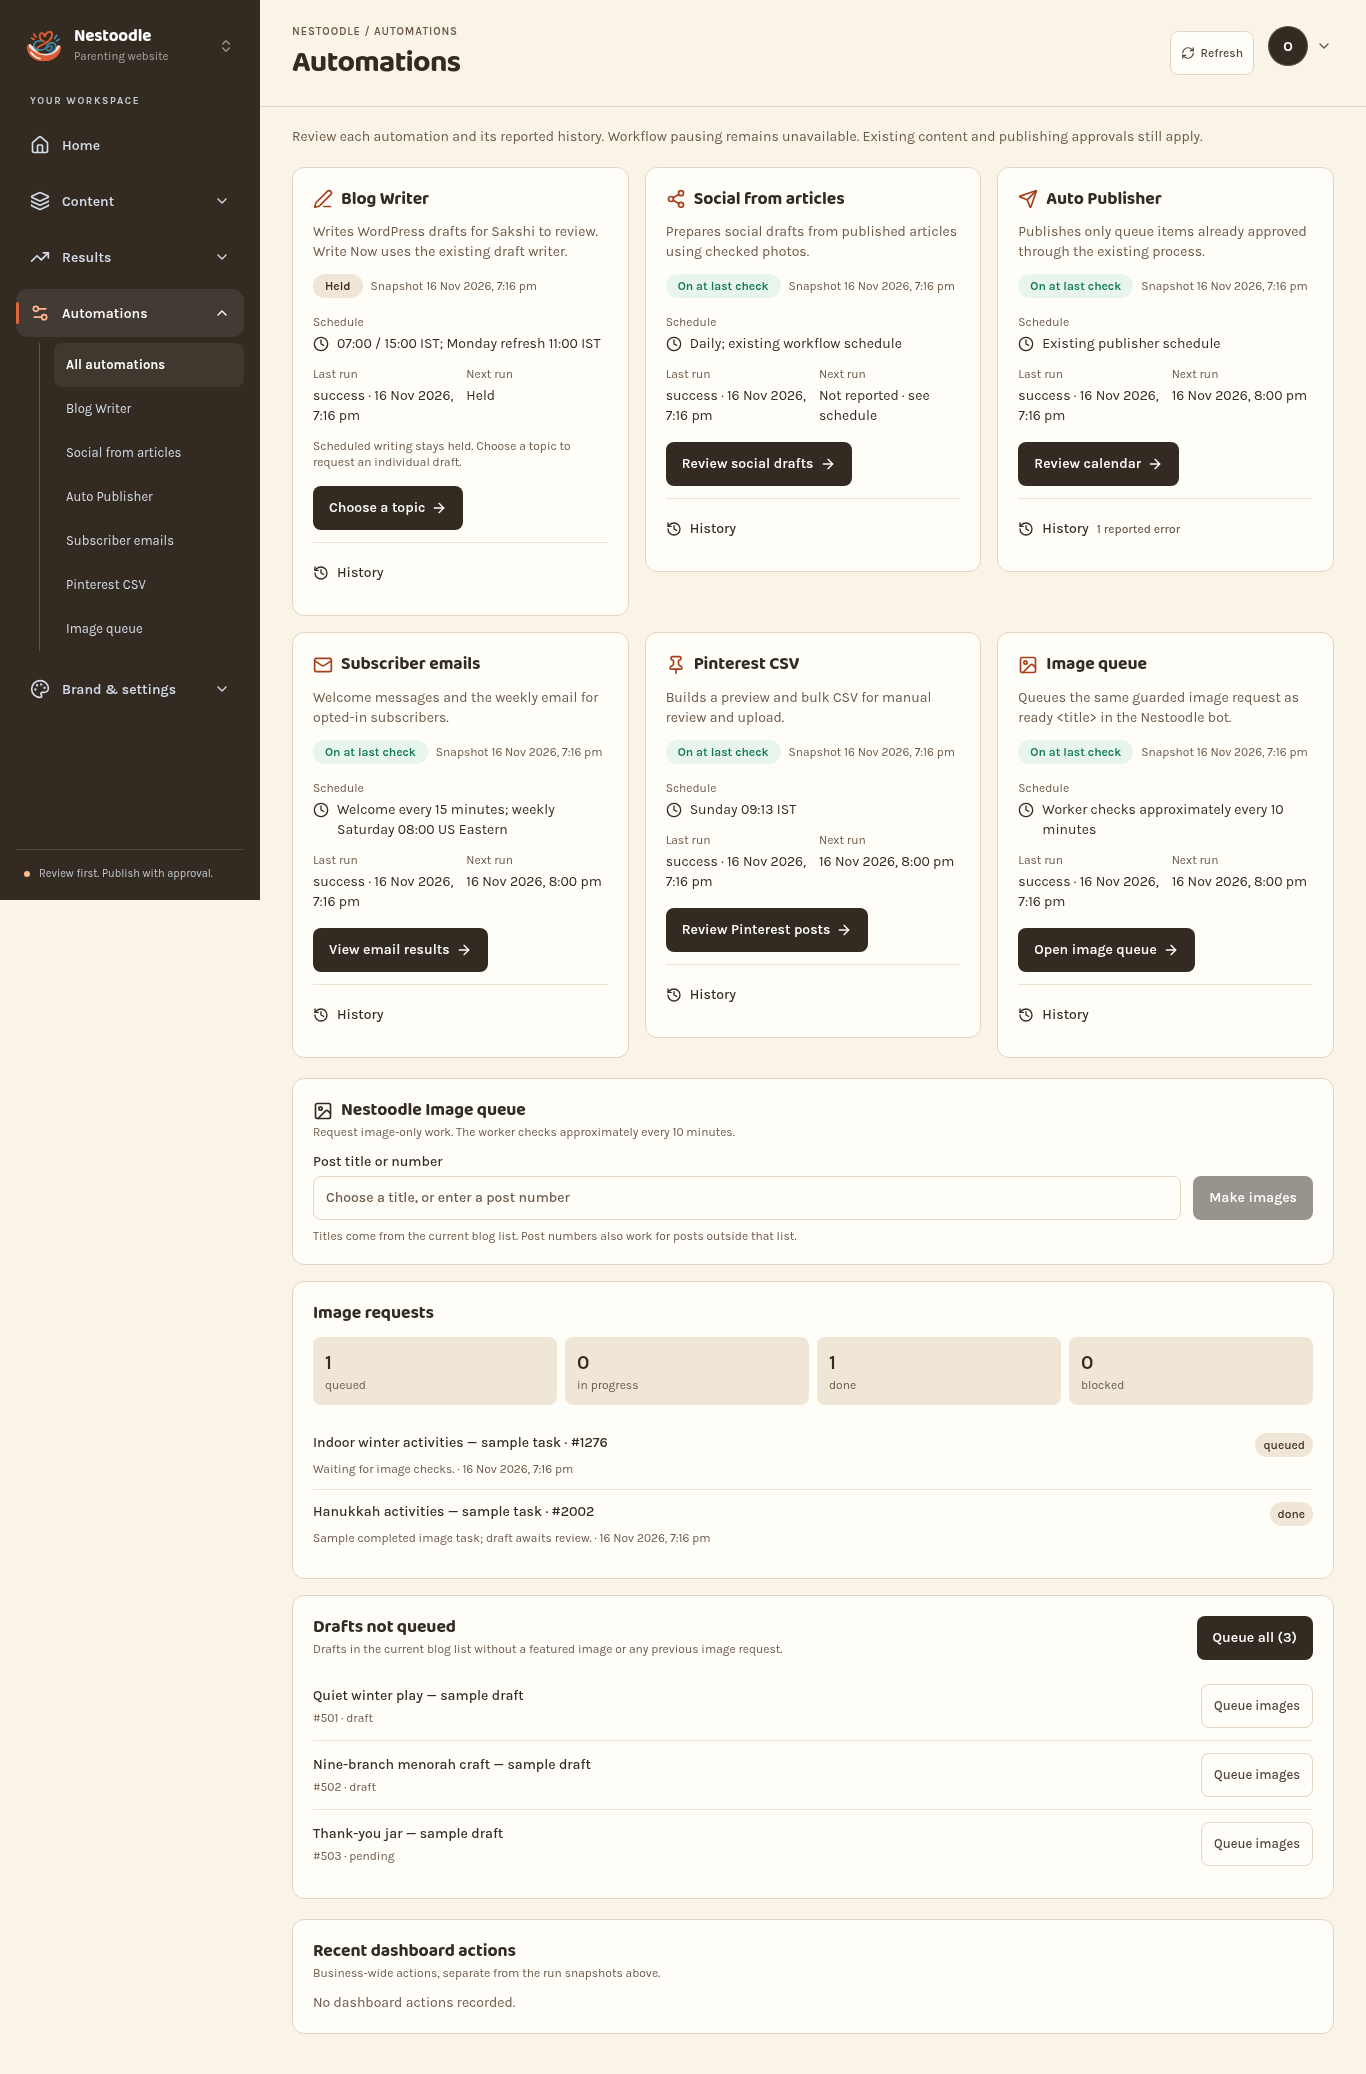 Nestoodle
Parenting website
YOUR WORKSPACE
Home
Content
Results
Automations
All automations
Blog Writer
Social from articles
Auto Publisher
Subscriber emails
Pinterest CSV
Image queue
Brand & settings
Review first. Publish with approval.
NESTOODLE / AUTOMATIONS
Automations
Refresh
O
Review each automation and its reported history. Workflow pausing remains unavailable. Existing content and publishing approvals still apply.
Blog Writer
Writes WordPress drafts for Sakshi to review.
Write Now uses the existing draft writer.
Held
Snapshot 16 Nov 2026, 7:16 pm
Schedule
07:00 / 15:00 IST; Monday refresh 11:00 IST
Last run
success · 16 Nov 2026,
7:16 pm
Next run
Held
Scheduled writing stays held. Choose a topic to
request an individual draft.
Choose a topic
History
Social from articles
Prepares social drafts from published articles
using checked photos.
On at last check
Snapshot 16 Nov 2026, 7:16 pm
Schedule
Daily; existing workflow schedule
Last run
success · 16 Nov 2026,
7:16 pm
Next run
Not reported · see
schedule
Review social drafts
History
Auto Publisher
Publishes only queue items already approved
through the existing process.
On at last check
Snapshot 16 Nov 2026, 7:16 pm
Schedule
Existing publisher schedule
Last run
success · 16 Nov 2026,
7:16 pm
Next run
16 Nov 2026, 8:00 pm
Review calendar
History 1 reported error
Subscriber emails
Welcome messages and the weekly email for
opted-in subscribers.
On at last check
Snapshot 16 Nov 2026, 7:16 pm
Schedule
Welcome every 15 minutes; weekly
Saturday 08:00 US Eastern
Last run
success · 16 Nov 2026,
7:16 pm
Next run
16 Nov 2026, 8:00 pm
View email results
History
Pinterest CSV
Builds a preview and bulk CSV for manual
review and upload.
On at last check
Snapshot 16 Nov 2026, 7:16 pm
Schedule
Sunday 09:13 IST
Last run
success · 16 Nov 2026,
7:16 pm
Next run
16 Nov 2026, 8:00 pm
Review Pinterest posts
History
Image queue
Queues the same guarded image request as
ready <title> in the Nestoodle bot.
On at last check
Snapshot 16 Nov 2026, 7:16 pm
Schedule
Worker checks approximately every 10
minutes
Last run
success · 16 Nov 2026,
7:16 pm
Next run
16 Nov 2026, 8:00 pm
Open image queue
History
Nestoodle Image queue
Request image-only work. The worker checks approximately every 10 minutes.
Post title or number
Choose a title, or enter a post number
Make images
Titles come from the current blog list. Post numbers also work for posts outside that list.
Image requests
1
queued
0
in progress
1
done
0
blocked
Indoor winter activities — sample task · #1276
queued
Waiting for image checks. · 16 Nov 2026, 7:16 pm
Hanukkah activities — sample task · #2002
done
Sample completed image task; draft awaits review. · 16 Nov 2026, 7:16 pm
Drafts not queued
Queue all (3)
Drafts in the current blog list without a featured image or any previous image request.
Quiet winter play — sample draft
#501 · draft
Queue images
Nine-branch menorah craft — sample draft
#502 · draft
Queue images
Thank-you jar — sample draft
#503 · pending
Queue images
Recent dashboard actions
Business-wide actions, separate from the run snapshots above.
No dashboard actions recorded.